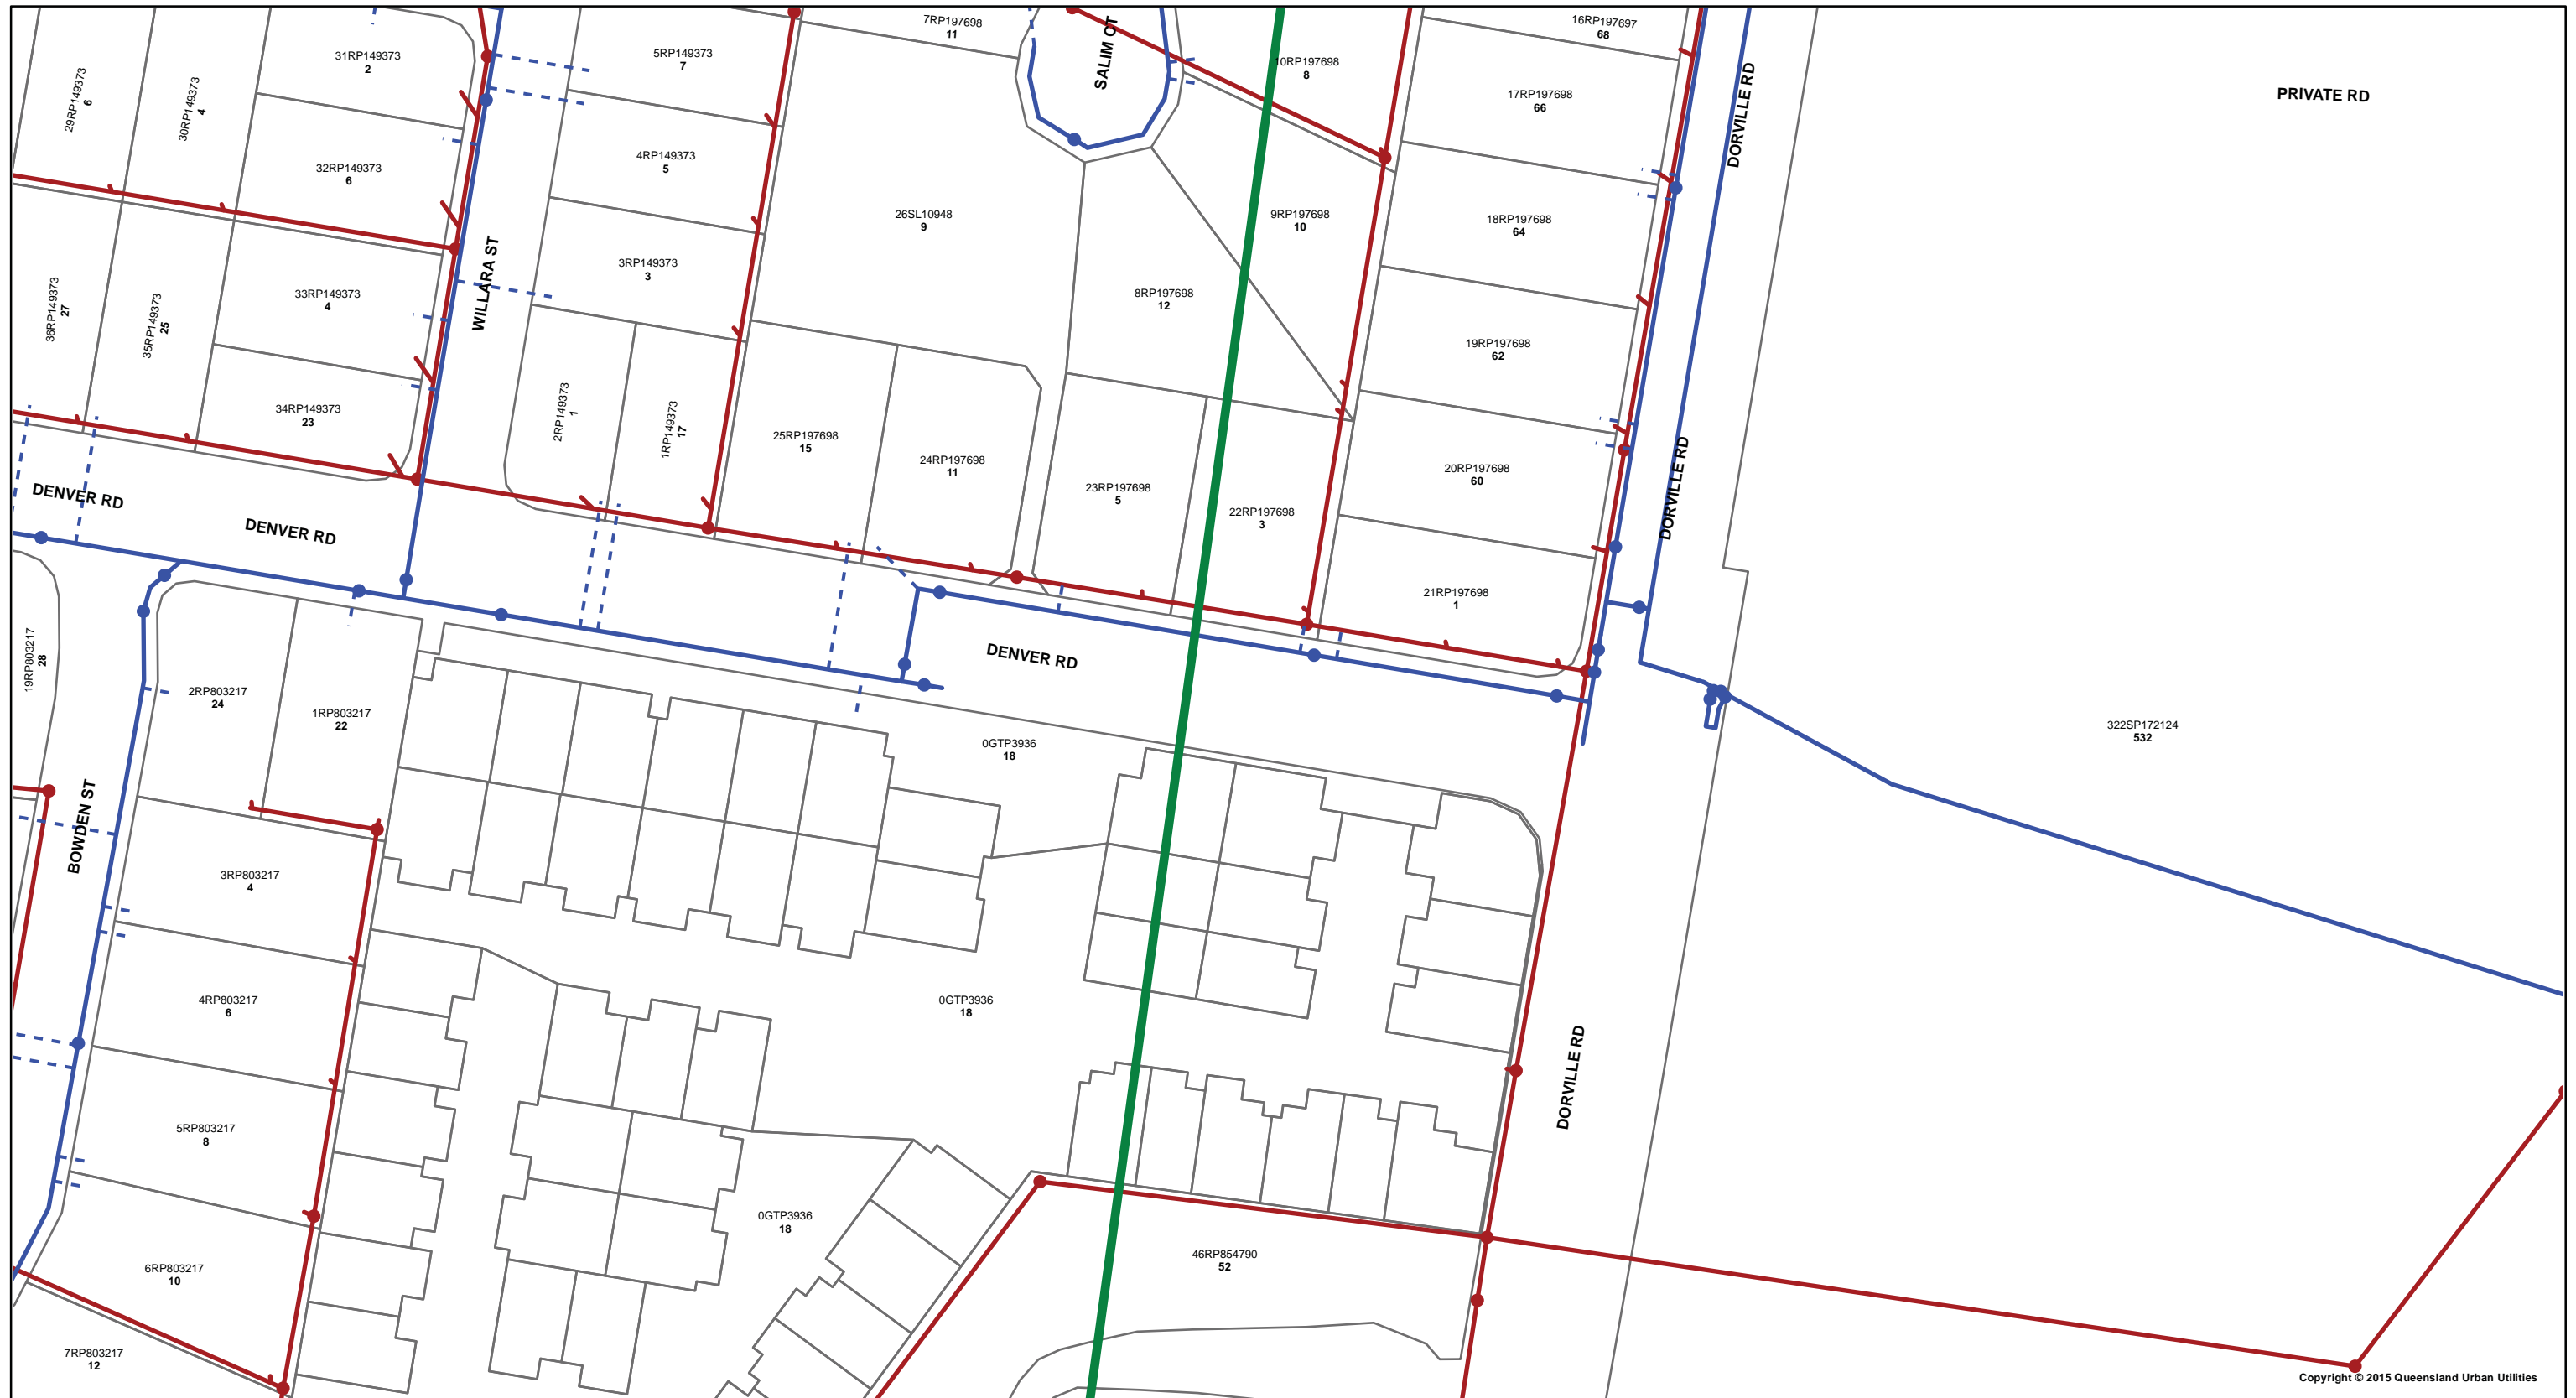 7RP197698
11
SALIM CT
16RP197697
68
31RP149373
2
5RP149373
7
10RP197698
8
29RP149373
6
30RP149373
4
17RP197698
66
DORVILLE RD
PRIVATE RD
4RP149373
5
32RP149373
6
26SL10948
9
9RP197698
10
18RP197698
64
WILLARA ST
3RP149373
3
33RP149373
4
8RP197698
12
36RP149373
27
35RP149373
25
19RP197698
62
34RP149373
23
2RP149373
1
1RP149373
17
25RP197698
15
24RP197698
11
23RP197698
5
22RP197698
3
20RP197698
60
DORVILLE RD
DENVER RD
DENVER RD
21RP197698
1
DENVER RD
19RP803217
28
2RP803217
24
1RP803217
22
0GTP3936
18
322SP172124
532
BOWDEN ST
3RP803217
4
4RP803217
6
0GTP3936
18
DORVILLE RD
5RP803217
8
0GTP3936
18
46RP854790
52
6RP803217
10
7RP803217
12
Copyright © 2015 Queensland Urban Utilities